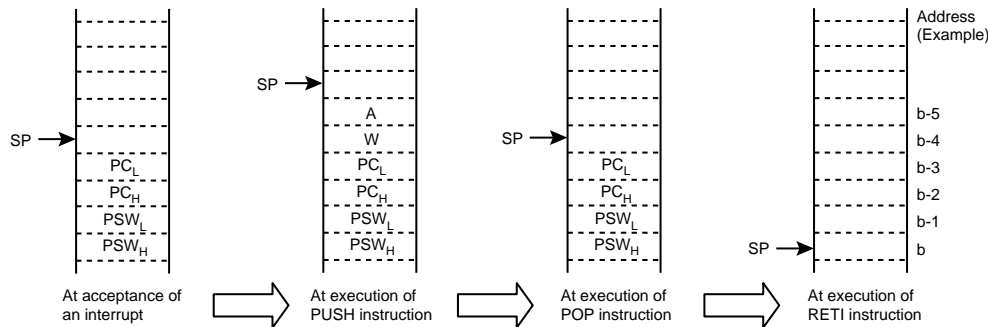 Address
(Example)
SP
A
b-5
SP
W
SP
b-4
PCL
PCL
PCL
b-3
PCH
PCH
PCH
b-2
PSWL
PSWL
PSWL
b-1
PSWH
PSWH
PSWH
SP
b
At acceptance of
an interrupt
At execution of
PUSH instruction
At execution of
POP instruction
At execution of
RETI instruction